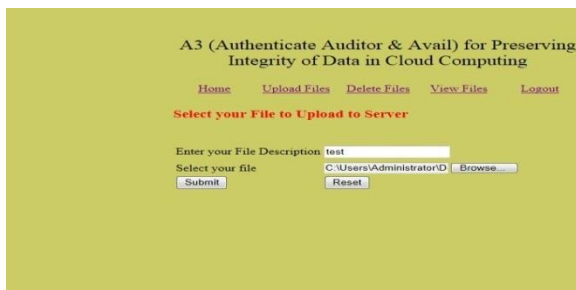 A3 (Authenticate Auditor & Avail) for Preserving
Integrity of Data in Cloud Computing
Home Upload Files Delete Files View Files Logout
Select your File to Upload to Server
Enter your File Description test
Select your file C:\Users\Administrator\D Browse...
Submit Reset